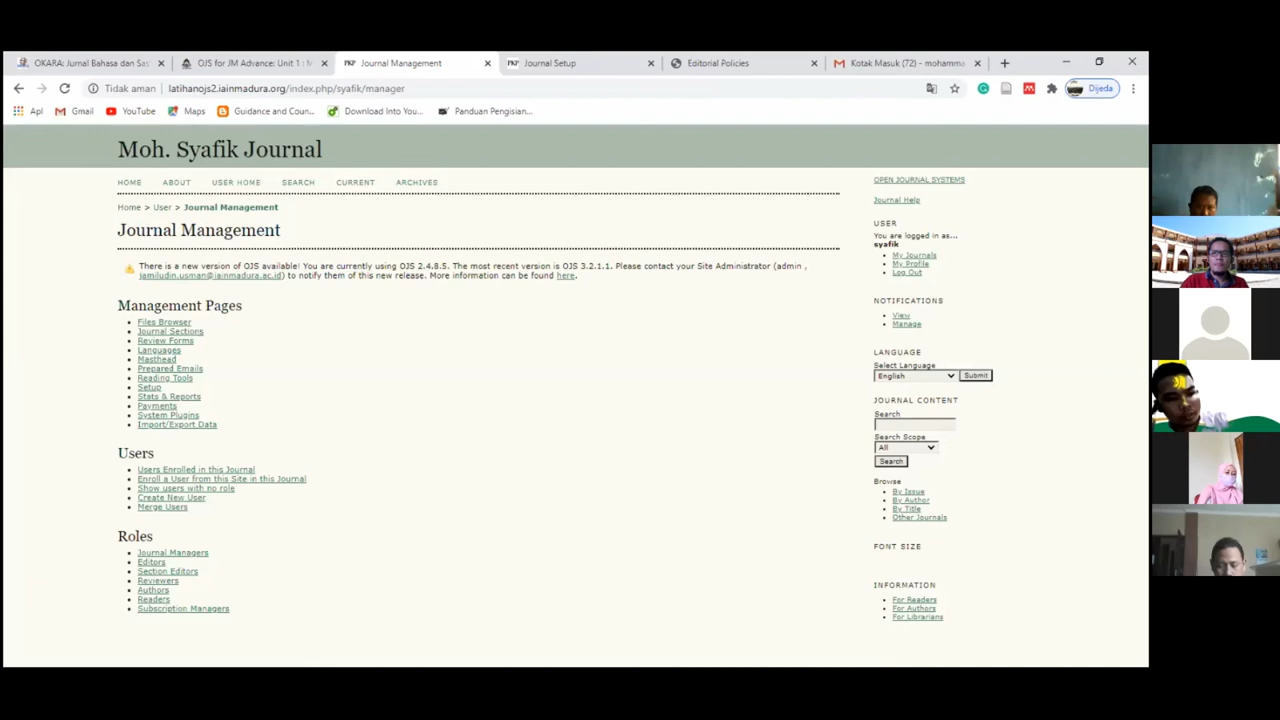 OKARA: Jurnal Bahasa dan Sas
OJS for JM Advance: Unit 1 : M
PKP Journal Management
PKP Journal Setup
Editorial Policies
Kotak Masuk (72) - mohamma
Tidak aman
latihanojs2.iainmadura.org/index.php/syafik/manager
Dijeda
Apl
Gmail
YouTube
Maps
Guidance and Coun...
Download Into You...
Panduan Pengisian...
Moh. Syafik Journal
HOME ABOUT USER HOME SEARCH CURRENT ARCHIVES
Home > User > Journal Management
Journal Management
There is a new version of OJS available! You are currently using OJS 2.4.8.5. The most recent version is OJS 3.2.1.1. Please contact your Site Administrator (admin ,
jamiludin.usman@iainmadura.ac.id) to notify them of this new release. More information can be found here.
Management Pages
Files Browser
Journal Sections
Review Forms
Languages
Masthead
Prepared Emails
Reading Tools
Setup
Stats & Reports
Payments
System Plugins
Import/Export Data
Users
Users Enrolled in this Journal
Enroll a User from this Site in this Journal
Show users with no role
Create New User
Merge Users
Roles
Journal Managers
Editors
Section Editors
Reviewers
Authors
Readers
Subscription Managers
OPEN JOURNAL SYSTEMS
Journal Help
USER
You are logged in as...
syafik
My Journals
My Profile
Log Out
NOTIFICATIONS
View
Manage
LANGUAGE
Select Language
English
Submit
JOURNAL CONTENT
Search
Search Scope
All
Search
Browse
By Issue
By Author
By Title
Other Journals
FONT SIZE
INFORMATION
For Readers
For Authors
For Librarians